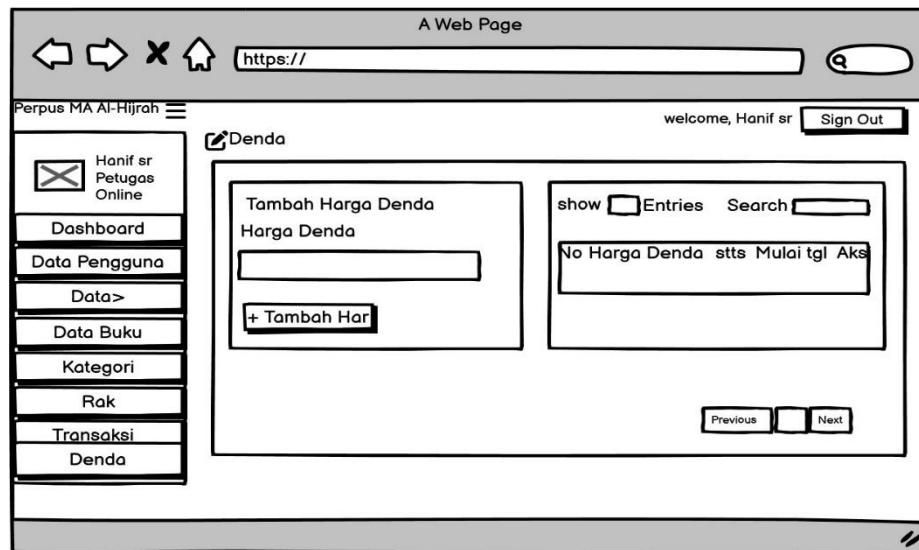 A Web Page
https://
Perpus MA Al-Hijrah
welcome, Hanif sr
Sign Out
Hanif sr
Petugas
Online
Dashboard
Data Pengguna
Data>
Data Buku
Kategori
Rak
Transaksi
Denda
Denda
Tambah Harga Denda
Harga Denda
+ Tambah Har
show Entries Search
No Harga Denda stts Mulai tgl Aks
Previous
Next